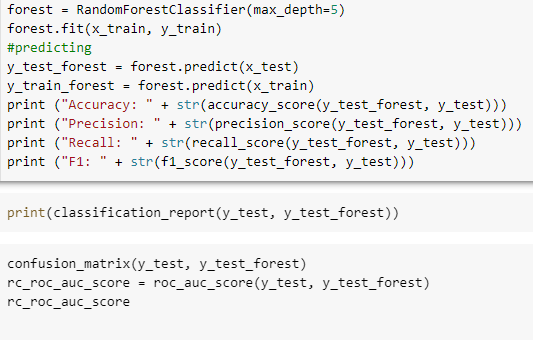 forest = RandomForestClassifier(max_depth=5)
forest.fit(x_train, y_train)
#predicting
y_test_forest = forest.predict(x_test)
y_train_forest = forest.predict(x_train)
print ("Accuracy: " + str(accuracy_score(y_test_forest, y_test)))
print ("Precision: " + str(precision_score(y_test_forest, y_test)))
print ("Recall: " + str(recall_score(y_test_forest, y_test)))
print ("F1: " + str(f1_score(y_test_forest, y_test)))
print(classification_report(y_test, y_test_forest))
confusion_matrix(y_test, y_test_forest)
rc_roc_auc_score = roc_auc_score(y_test, y_test_forest)
rc_roc_auc_score